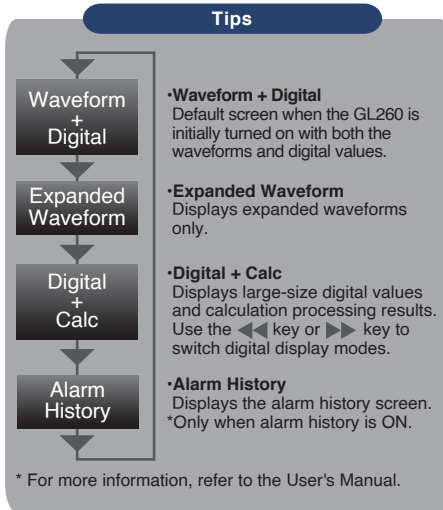 Tips
Waveform
+
Digital
•Waveform + Digital
Default screen when the GL260 is
initially turned on with both the
waveforms and digital values.
Expanded
Waveform
•Expanded Waveform
Displays expanded waveforms
only.
Digital
+
Calc
•Digital + Calc
Displays large-size digital values
and calculation processing results.
Use the ◀◀ key or ▶▶ key to
switch digital display modes.
Alarm
History
•Alarm History
Displays the alarm history screen.
*Only when alarm history is ON.
* For more information, refer to the User's Manual.